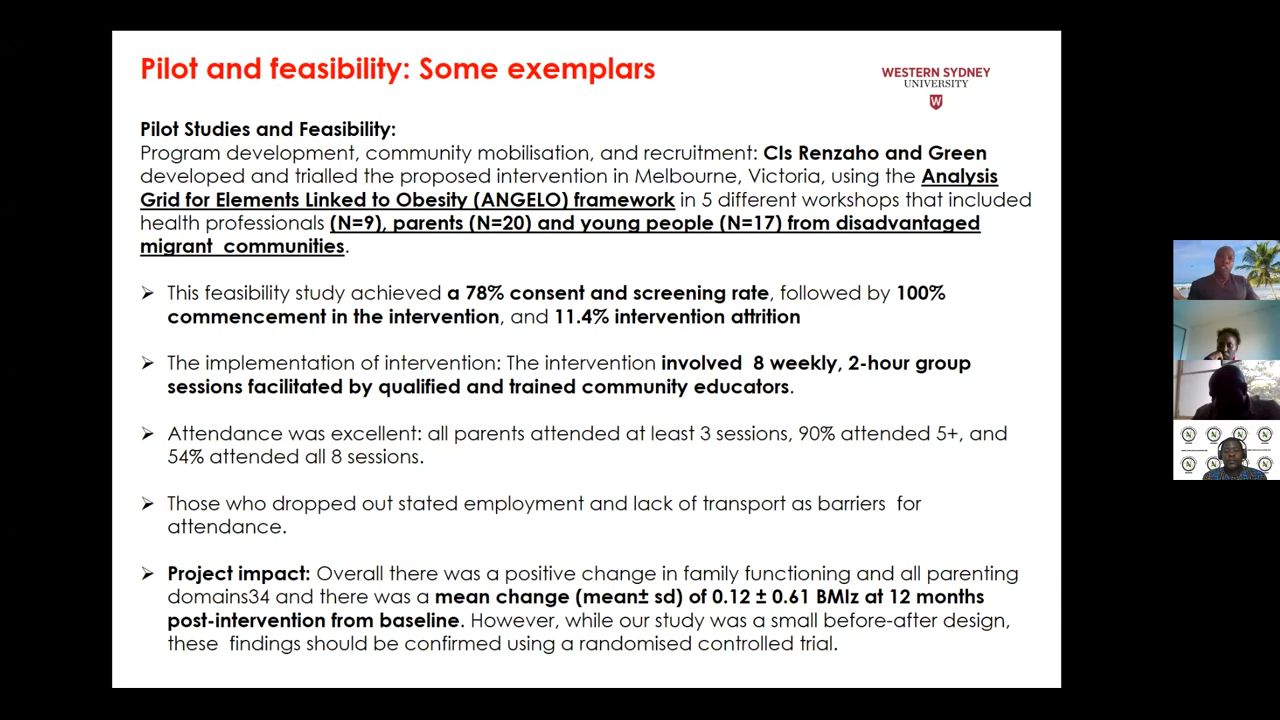 Pilot and feasibility: Some exemplars
WESTERN SYDNEY
UNIVERSITY
W
Pilot Studies and Feasibility:
Program development, community mobilisation, and recruitment: CIs Renzaho and Green
developed and trialled the proposed intervention in Melbourne, Victoria, using the Analysis
Grid for Elements Linked to Obesity (ANGELO) framework in 5 different workshops that included
health professionals (N=9), parents (N=20) and young people (N=17) from disadvantaged
migrant communities.
➢ This feasibility study achieved a 78% consent and screening rate, followed by 100%
commencement in the intervention, and 11.4% intervention attrition
➢ The implementation of intervention: The intervention involved 8 weekly, 2-hour group
sessions facilitated by qualified and trained community educators.
➢ Attendance was excellent: all parents attended at least 3 sessions, 90% attended 5+, and
54% attended all 8 sessions.
➢ Those who dropped out stated employment and lack of transport as barriers for
attendance.
➢ Project impact: Overall there was a positive change in family functioning and all parenting
domains34 and there was a mean change (mean± sd) of 0.12 ± 0.61 BMIz at 12 months
post-intervention from baseline. However, while our study was a small before-after design,
these findings should be confirmed using a randomised controlled trial.